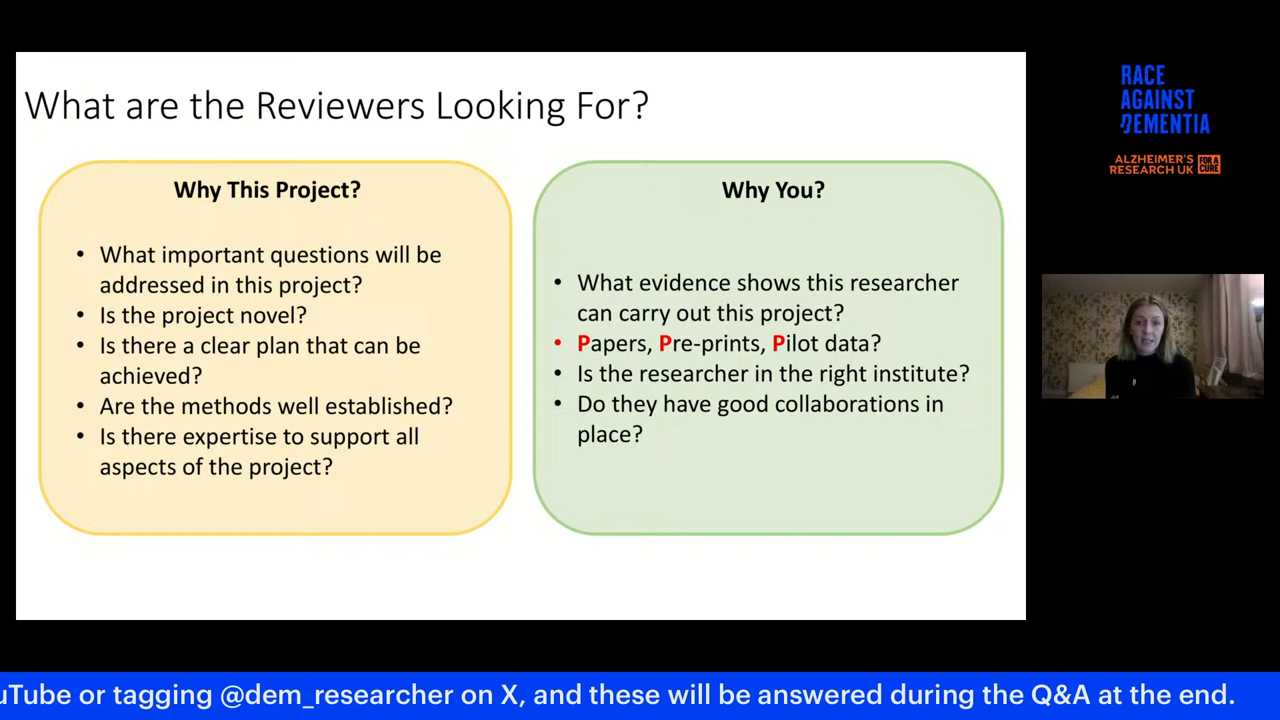 What are the Reviewers Looking For?
Why This Project?
• What important questions will be
addressed in this project?
• Is the project novel?
• Is there a clear plan that can be
achieved?
• Are the methods well established?
• Is there expertise to support all
aspects of the project?
Why You?
• What evidence shows this researcher
can carry out this project?
• Papers, Pre-prints, Pilot data?
• Is the researcher in the right institute?
• Do they have good collaborations in
place?
RACE
AGAINST
DEMENTIA
ALZHEIMER'S
RESEARCH UK
FOR A
CURE
uTube or tagging @dem_researcher on X, and these will be answered during the Q&A at the end.